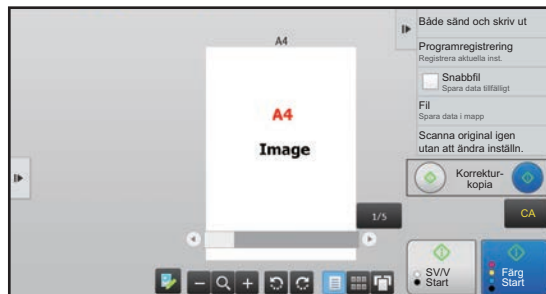 A4
A4
Image
1/5
Både sänd och skriv ut
Programregistrering
Registrera aktuella inst.
Snabbfil
Spara data tillfälligt
Fil
Spara data i mapp
Scanna original igen
utan att ändra inställn.
Korrektur-
kopia
CA
SV/V
Start
Färg
Start